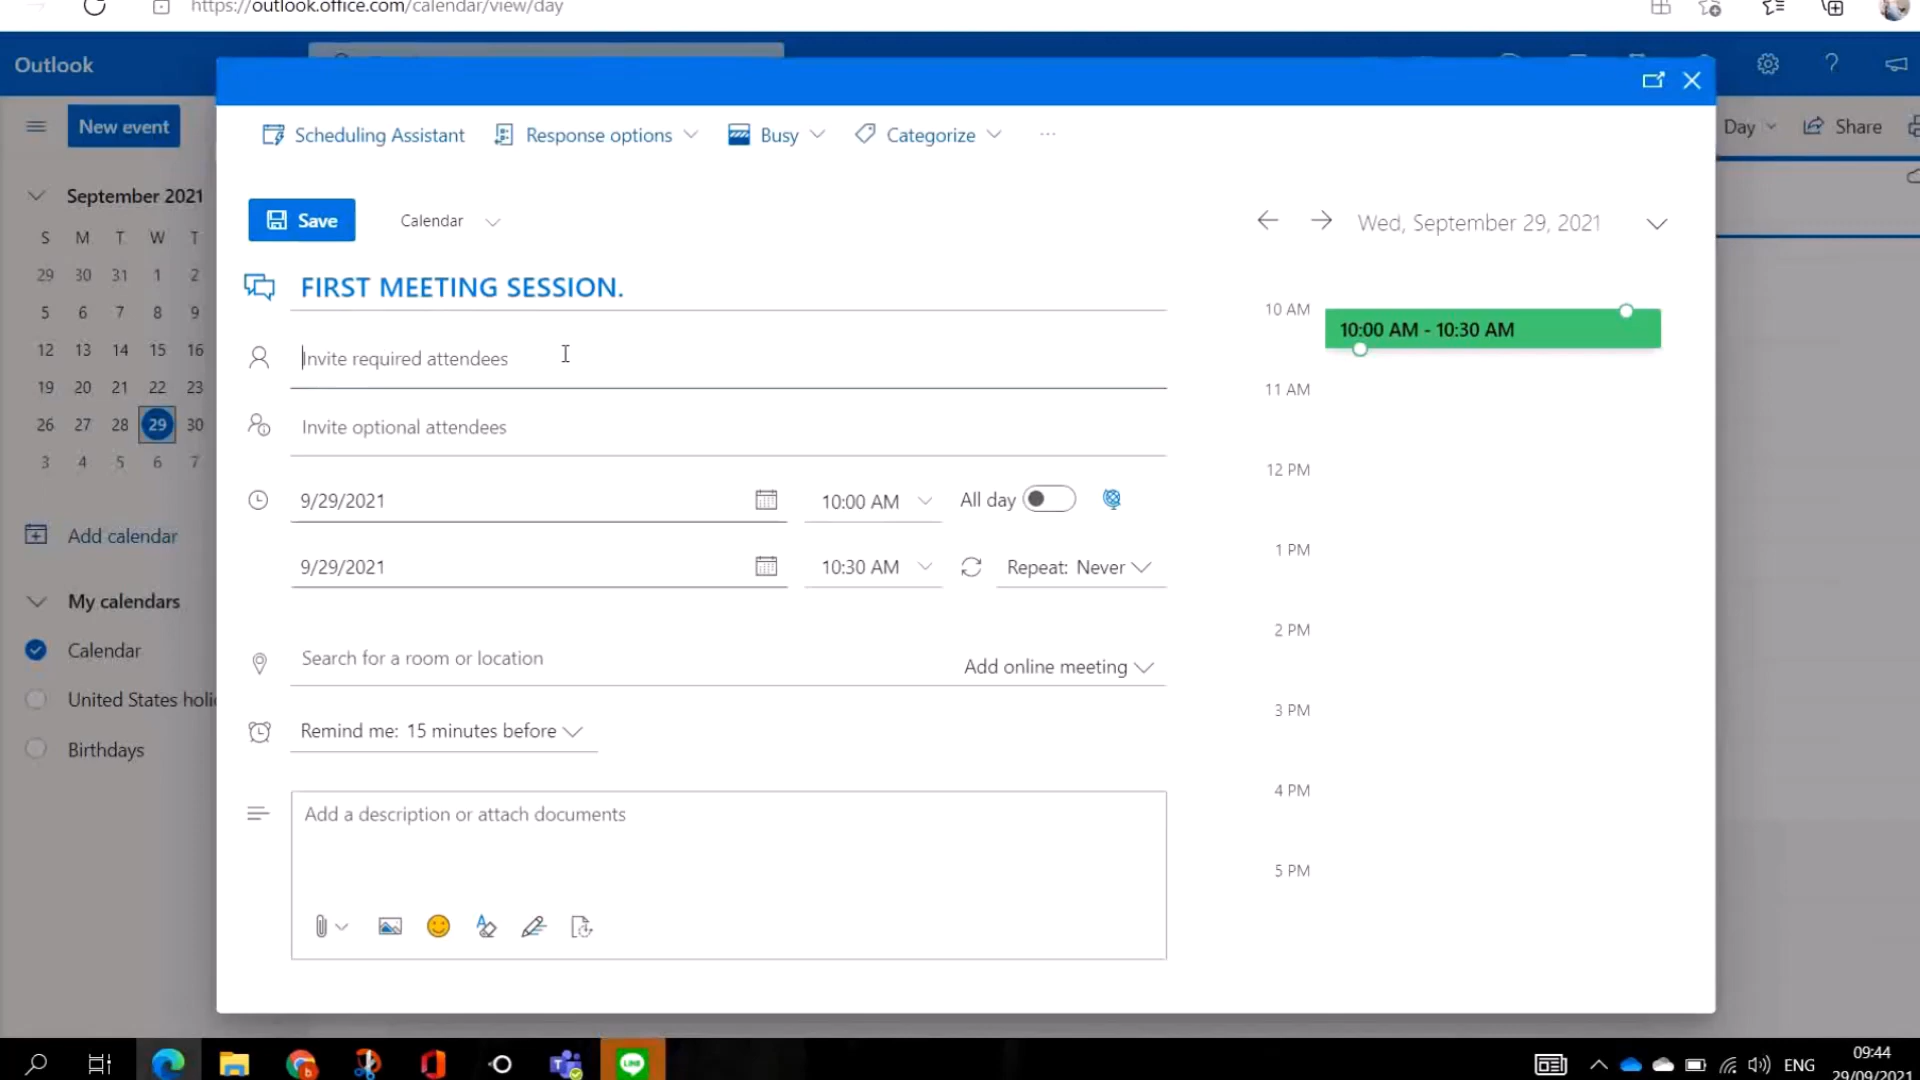 https://outlook.office.com/calendar/view/day
Outlook
New event
Day
Share
Scheduling Assistant
Response options
Busy
Categorize
Save
Calendar
Wed, September 29, 2021
September 2021
S M T W T
29 30 31 1 2
5 6 7 8 9
12 13 14 15 16
19 20 21 22 23
26 27 28 29 30
3 4 5 6 7
FIRST MEETING SESSION.
Invite required attendees
Invite optional attendees
9/29/2021
10:00 AM
All day
9/29/2021
10:30 AM
Repeat: Never
Search for a room or location
Add online meeting
Remind me: 15 minutes before
Add a description or attach documents
10 AM
10:00 AM - 10:30 AM
11 AM
12 PM
1 PM
2 PM
3 PM
4 PM
5 PM
Add calendar
My calendars
Calendar
United States holi
Birthdays
LINE
ENG
09:44
29/09/2021